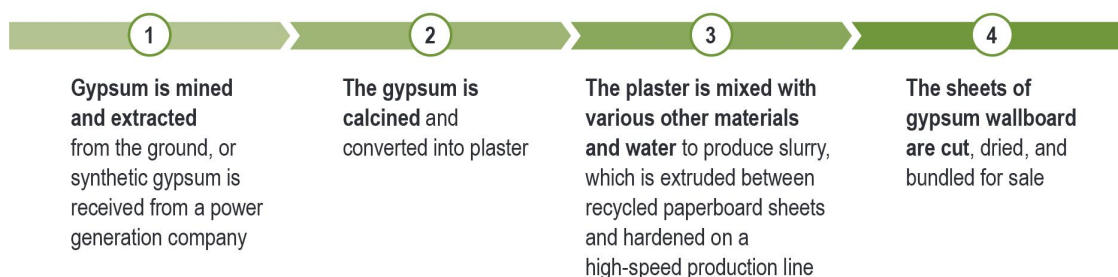 1
Gypsum is mined
and extracted
from the ground, or
synthetic gypsum is
received from a power
generation company
2
The gypsum is
calcined and
converted into plaster
3
The plaster is mixed with
various other materials
and water to produce slurry,
which is extruded between
recycled paperboard sheets
and hardened on a
high-speed production line
4
The sheets of
gypsum wallboard
are cut, dried, and
bundled for sale